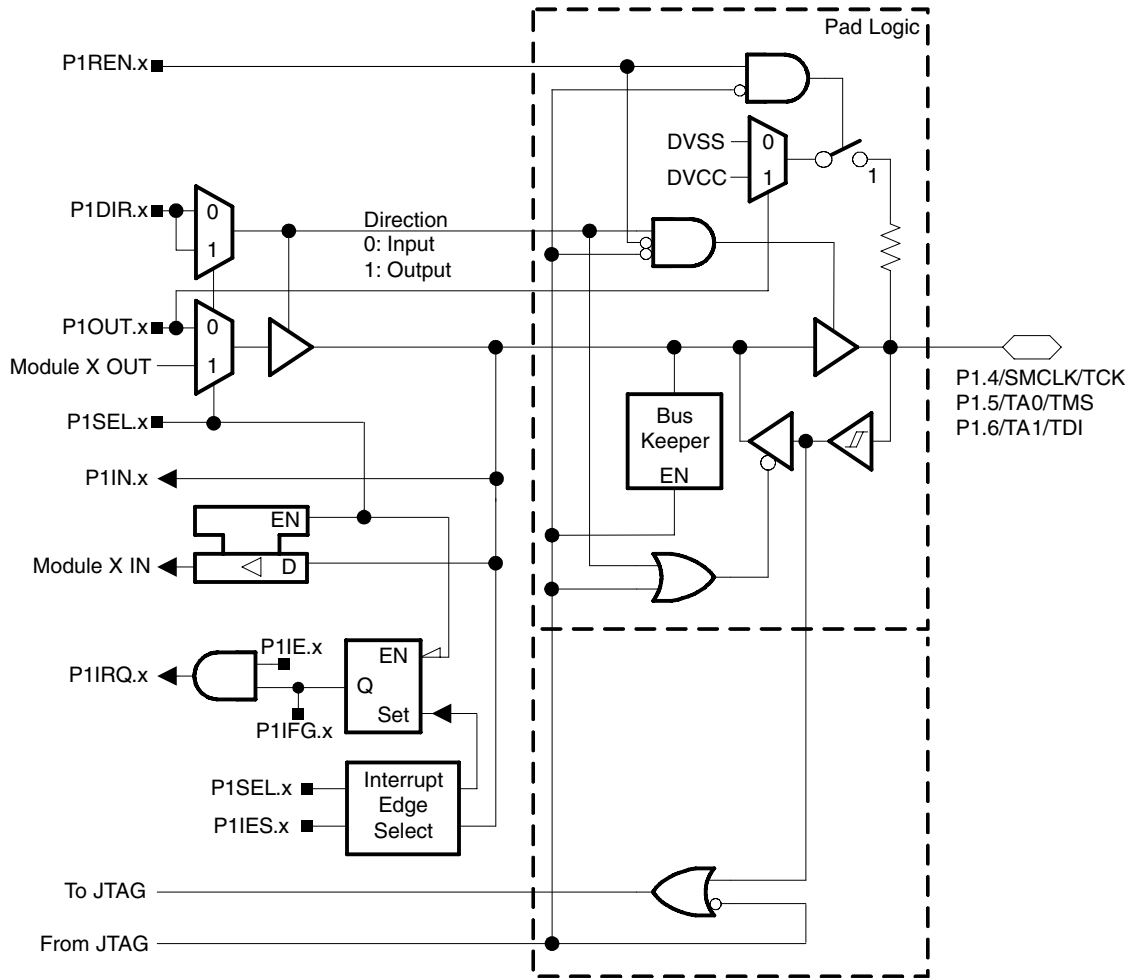 Pad Logic
P1REN.x
DVSS
0
DVCC
1
1
P1DIR.x
0
1
Direction
0: Input
1: Output
P1OUT.x
0
Module X OUT
1
P1.4/SMCLK/TCK
P1.5/TA0/TMS
P1.6/TA1/TDI
P1SEL.x
Bus
Keeper
EN
P1IN.x
EN
Module X IN
D
P1IE.x
P1IRQ.x
EN
Q
Set
P1IFG.x
P1SEL.x
P1IES.x
Interrupt
Edge
Select
To JTAG
From JTAG